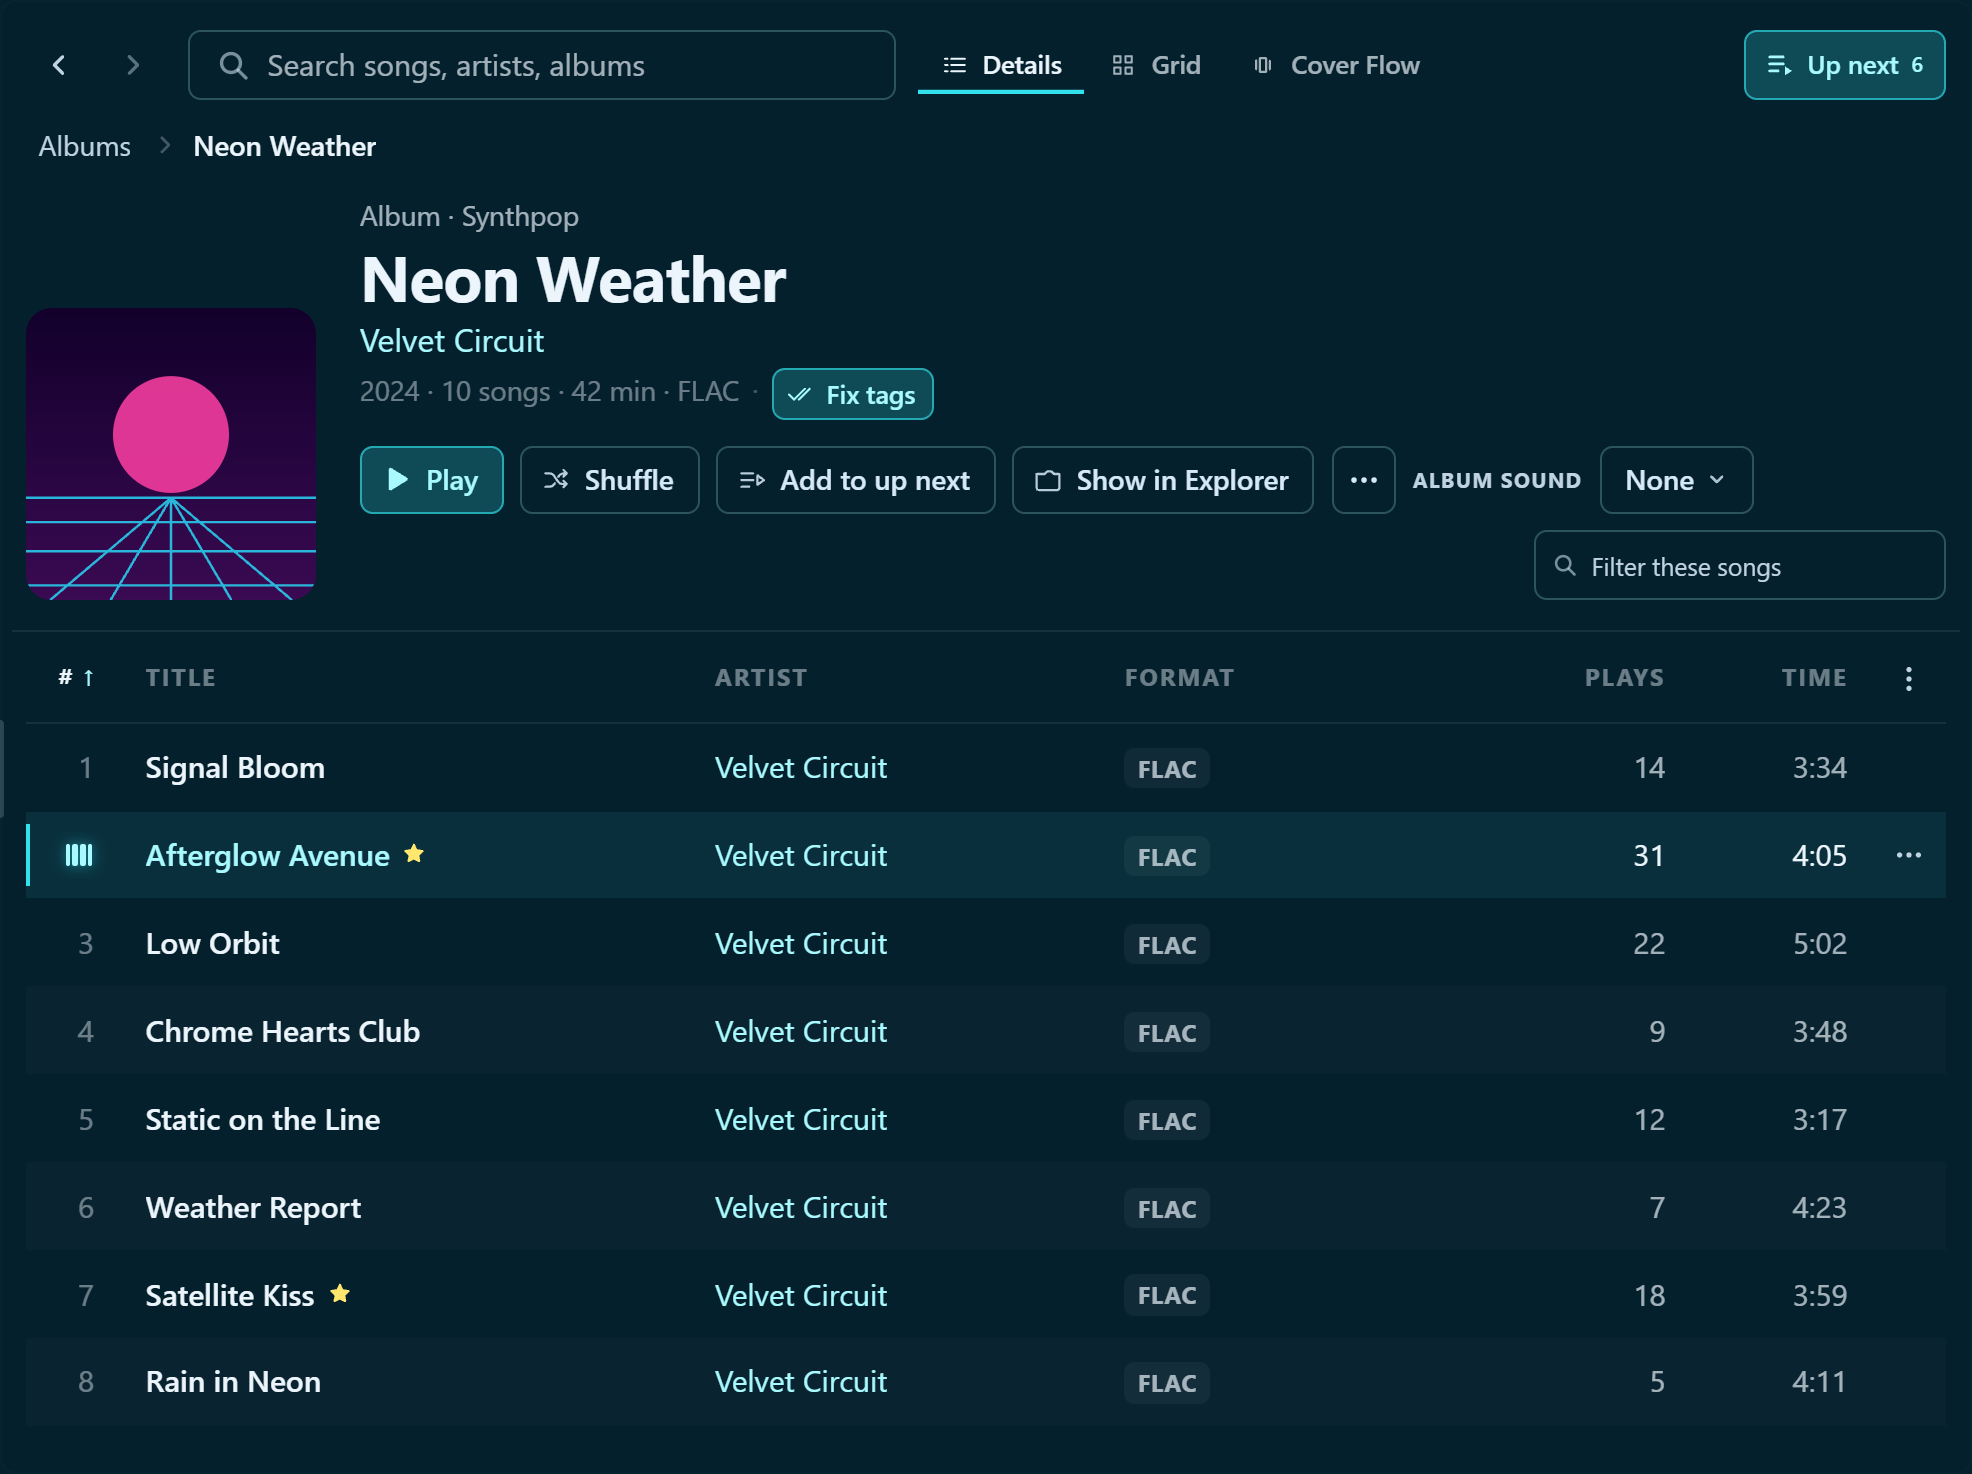 Search songs, artists, albums Details Grid Cover Flow Up next 6
Albums > Neon Weather
Album · Synthpop
Neon Weather
Velvet Circuit
2024 · 10 songs · 42 min · FLAC · Fix tags
Play Shuffle Add to up next Show in Explorer ... ALBUM SOUND None
Filter these songs
# ↑ TITLE ARTIST FORMAT PLAYS TIME
1 Signal Bloom Velvet Circuit FLAC 14 3:34
Afterglow Avenue Velvet Circuit FLAC 31 4:05
3 Low Orbit Velvet Circuit FLAC 22 5:02
4 Chrome Hearts Club Velvet Circuit FLAC 9 3:48
5 Static on the Line Velvet Circuit FLAC 12 3:17
6 Weather Report Velvet Circuit FLAC 7 4:23
7 Satellite Kiss Velvet Circuit FLAC 18 3:59
8 Rain in Neon Velvet Circuit FLAC 5 4:11